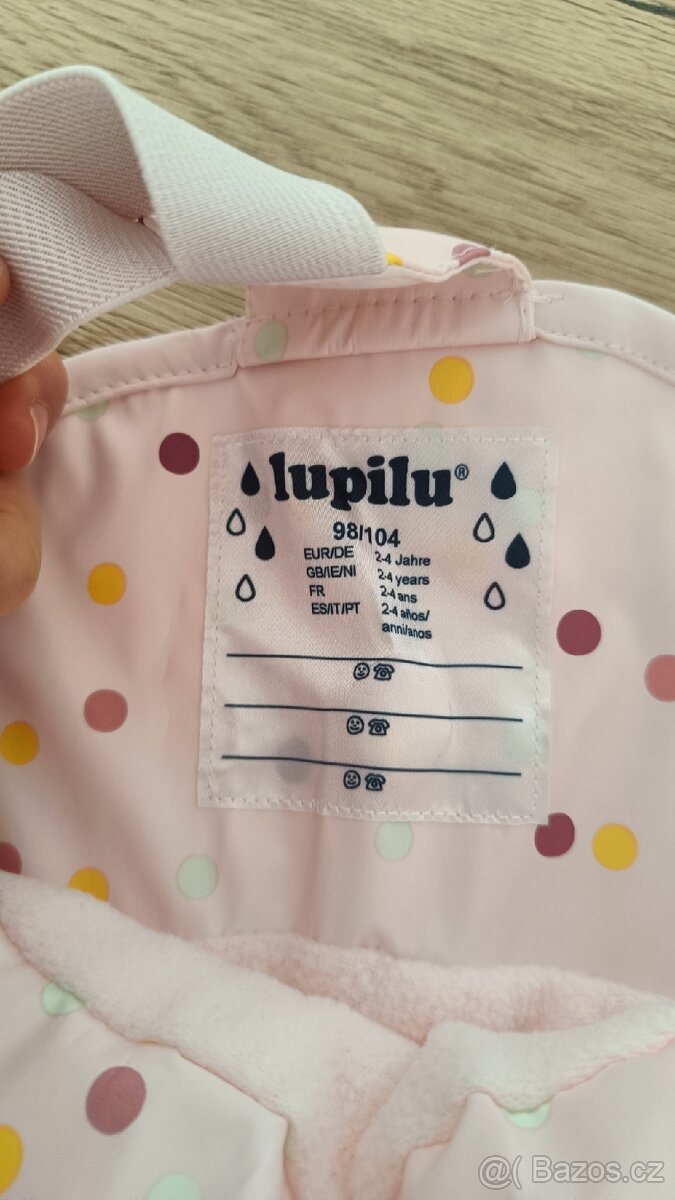 lupilu®
98/104
EUR/DE 2-4 Jahre
GB/IE/NI 2-4 years
FR 2-4 ans
ES/IT/PT 2-4 años/
anni/anos
@( Bazos.cz